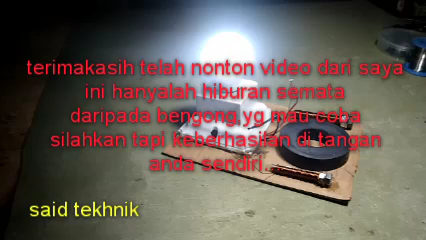 terimakasih telah nonton video dari saya
ini hanyalah hiburan semata
daripada bengong,yg mau coba
silahkan tapi keberhasilan di tangan
anda sendiri..
said tekhnik